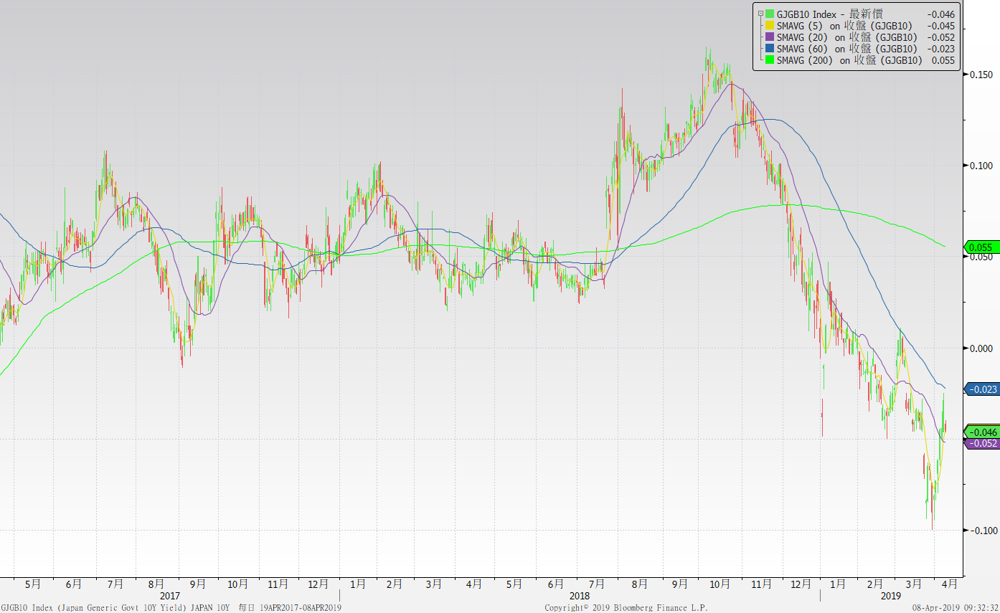 GJGB10 Index - 最新價 -0.046
SMAVG (5) on 收盤 (GJGB10) -0.045
SMAVG (20) on 收盤 (GJGB10) -0.052
SMAVG (60) on 收盤 (GJGB10) -0.023
SMAVG (200) on 收盤 (GJGB10) 0.055
0.150
0.100
0.055
0.050
0.000
-0.023
-0.046
-0.052
-0.100
5月 6月 7月 8月 9月 10月 11月 12月 1月 2月 3月 4月 5月 6月 7月 8月 9月 10月 11月 12月 1月 2月 3月 4月
2017 2018 2019
GJGB10 Index (Japan Generic Govt 10Y Yield) JAPAN 10Y 每日 19APR2017-08APR2019 Copyright© 2019 Bloomberg Finance L.P. 08-Apr-2019 09:32:32